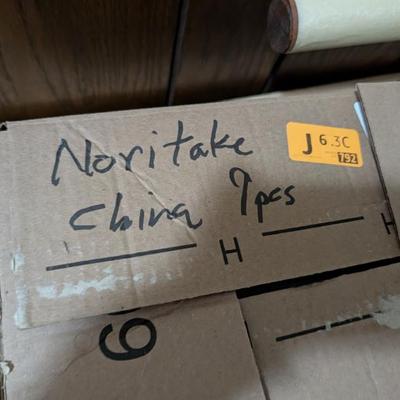 Noritake
China 9pcs
J 6.3C
792
H H
6